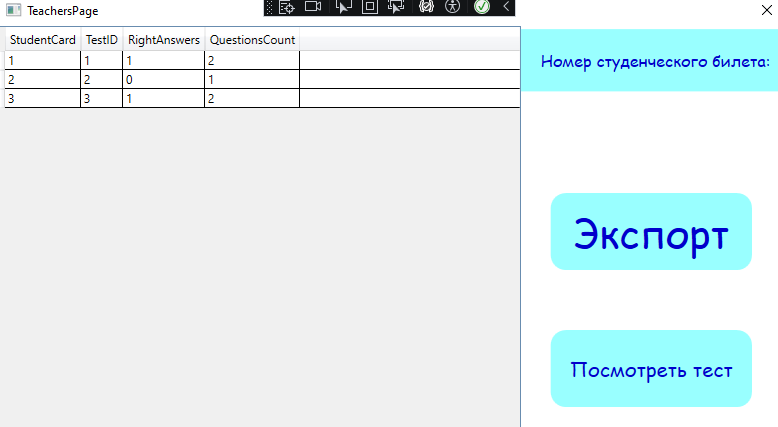 TeachersPage
StudentCard TestID RightAnswers QuestionsCount
1 1 1 2
2 2 0 1
3 3 1 2
Номер студенческого билета:
Экспорт
Посмотреть тест